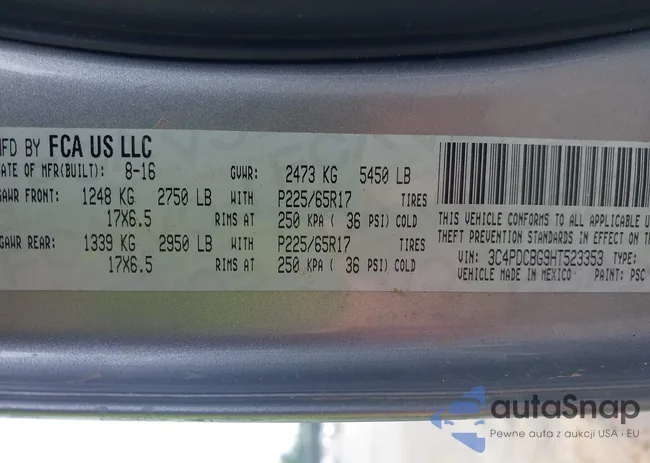 MFD BY FCA US LLC
DATE OF MFR(BUILT): 8-16 GVWR: 2473 KG 5450 LB
GAWR FRONT: 1248 KG 2750 LB WITH P225/65R17 TIRES
17X6.5 RIMS AT 250 KPA ( 36 PSI) COLD
GAWR REAR: 1339 KG 2950 LB WITH P225/65R17 TIRES
17X6.5 RIMS AT 250 KPA ( 36 PSI) COLD
THIS VEHICLE CONFORMS TO ALL APPLICABLE
THEFT PREVENTION STANDARDS IN EFFECT ON
VIN: 3C4PDCBG9HT523353 TYPE:
VEHICLE MADE IN MEXICO PAINT: PSC
autaSnap
Pewne auta z aukcji USA i EU